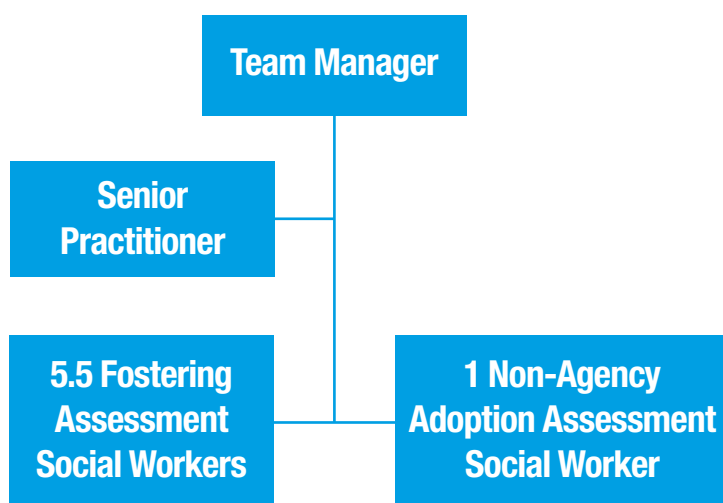 Team Manager
Senior
Practitioner
5.5 Fostering
Assessment
Social Workers
1 Non-Agency
Adoption Assessment
Social Worker